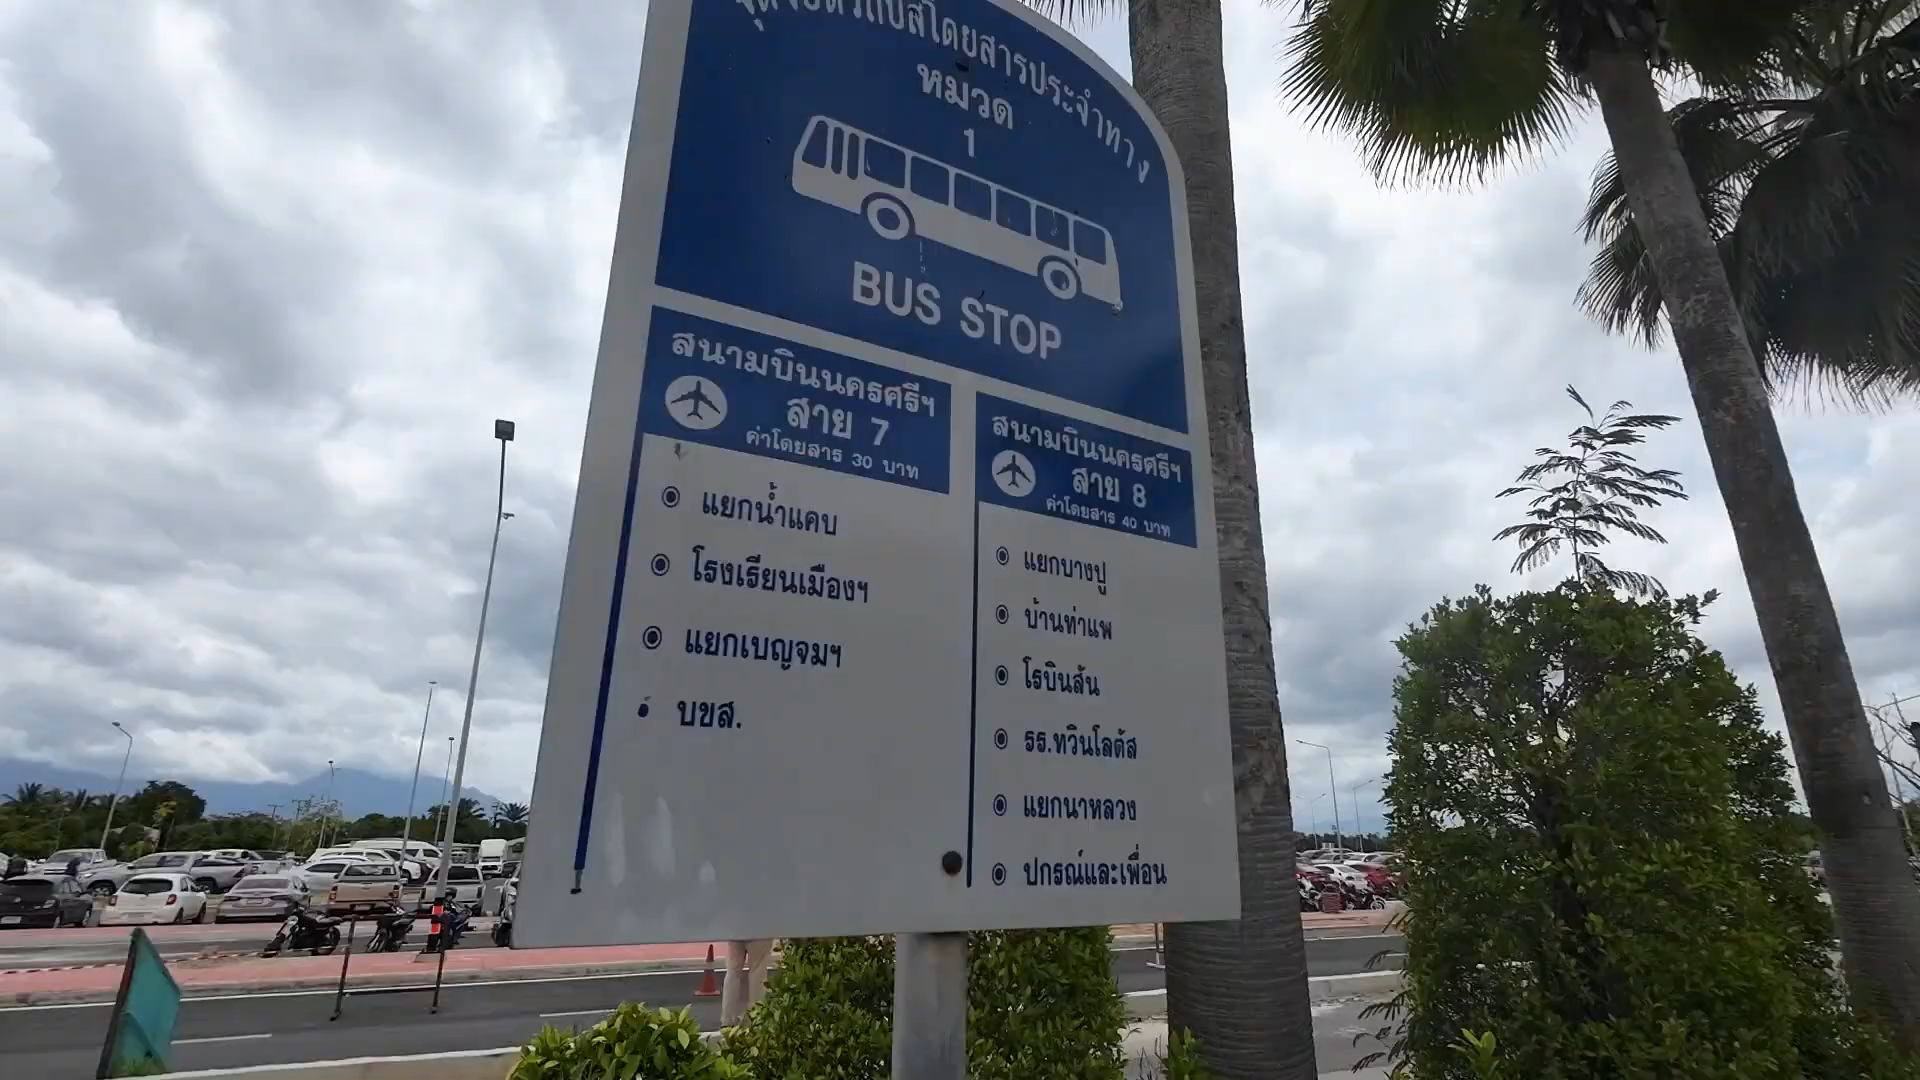 จุดจอดรถบัสโดยสารประจำทาง
หมวด
1
BUS STOP
สนามบินนครศรีฯ
สาย 7
ค่าโดยสาร 30 บาท
แยกน้ำแคบ
โรงเรียนเมืองฯ
แยกเบญจมฯ
บขส.
สนามบินนครศรีฯ
สาย 8
ค่าโดยสาร 40 บาท
แยกบางปู
บ้านท่าแพ
โรบินสัน
รร.ทวินโลตัส
แยกนาหลวง
ปกรณ์และเพื่อน